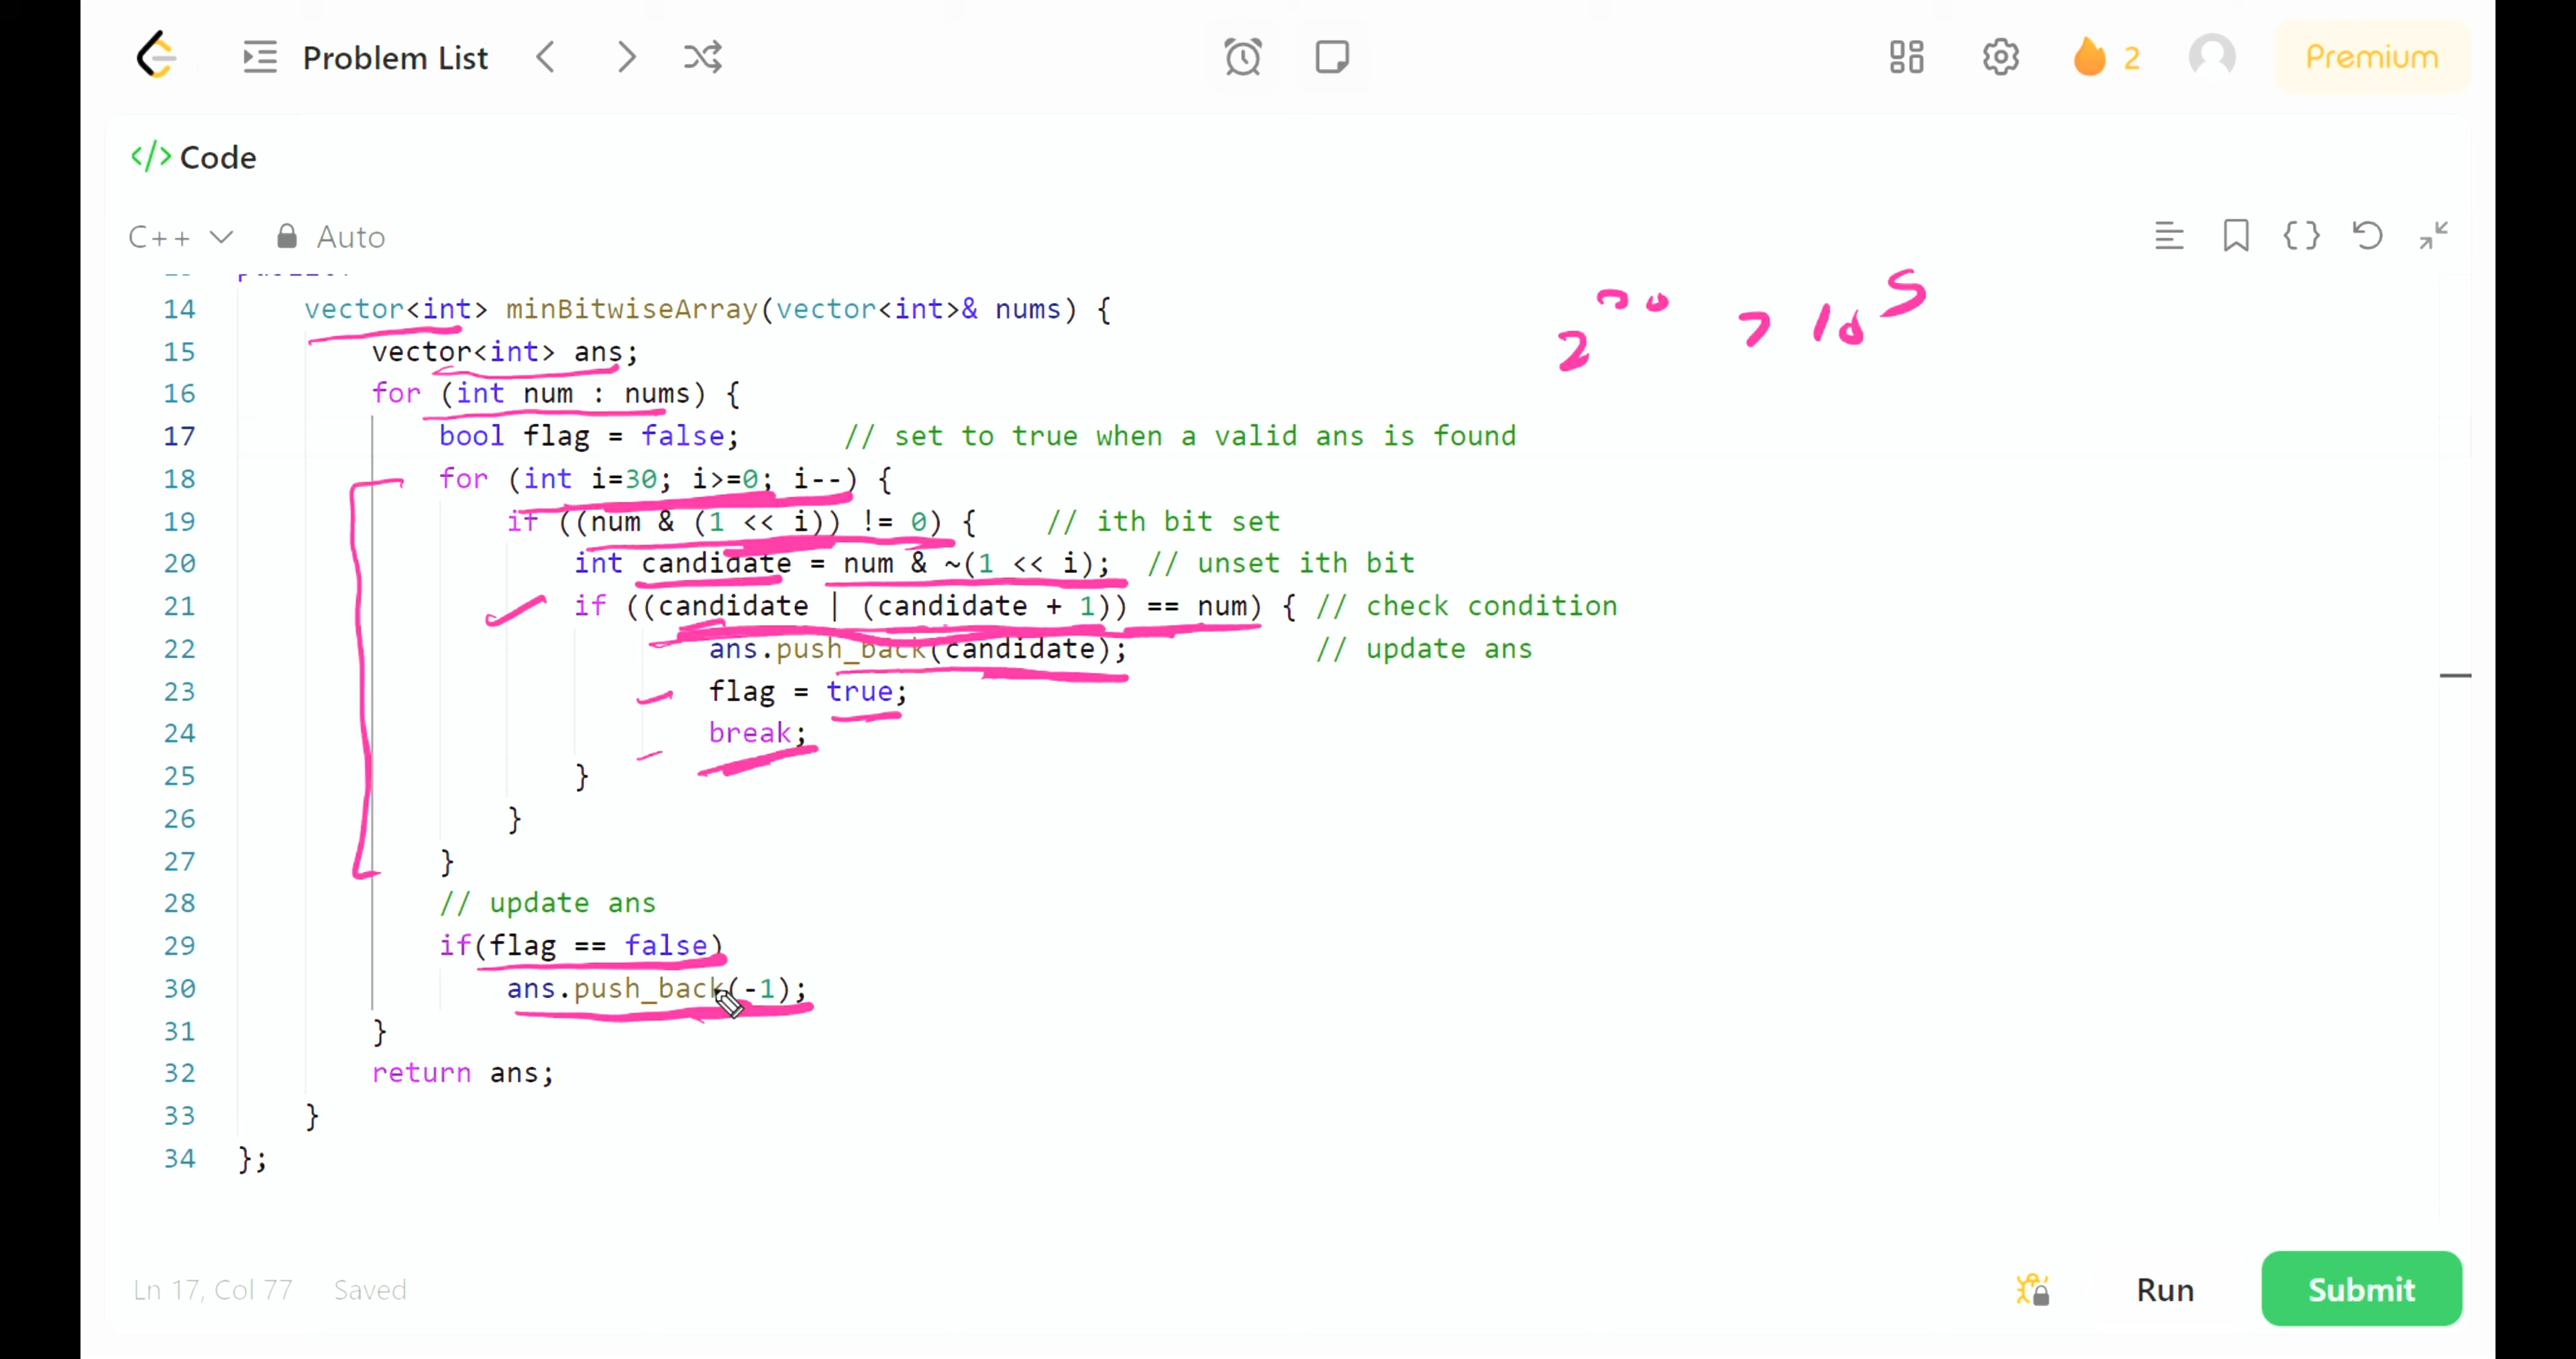 Problem List
2
Premium
</> Code
C++
Auto
14 vector<int> minBitwiseArray(vector<int>& nums) {
15 vector<int> ans;
16 for (int num : nums) {
17 bool flag = false; // set to true when a valid ans is found
18 for (int i=30; i>=0; i--) {
19 if ((num & (1 << i)) != 0) { // ith bit set
20 int candidate = num & ~(1 << i); // unset ith bit
21 if ((candidate | (candidate + 1)) == num) { // check condition
22 ans.push_back(candidate); // update ans
23 flag = true;
24 break;
25 }
26 }
27 }
28 // update ans
29 if(flag == false)
30 ans.push_back(-1);
31 }
32 return ans;
33 }
34 };
Ln 17, Col 77 Saved
Run
Submit